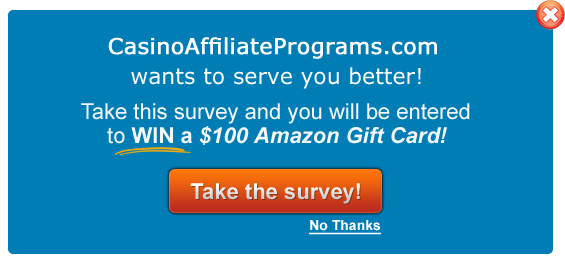 CasinoAffiliatePrograms.com
wants to serve you better!
Take this survey and you will be entered
to WIN a $100 Amazon Gift Card!
Take the survey!
No Thanks